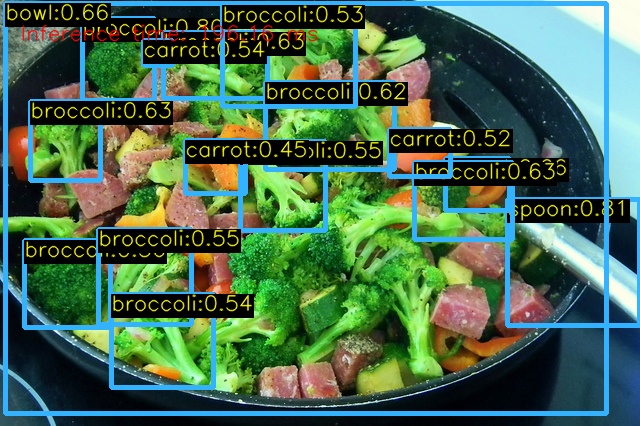 bowl:0.66
broccoli:0.53
Inference time: 196.16 ms
carrot:0.54
broccoli:0.62
broccoli:0.63
carrot:0.52
carrot:0.45
broccoli:0.63
spoon:0.81
broccoli:0.55
broccoli:0.54